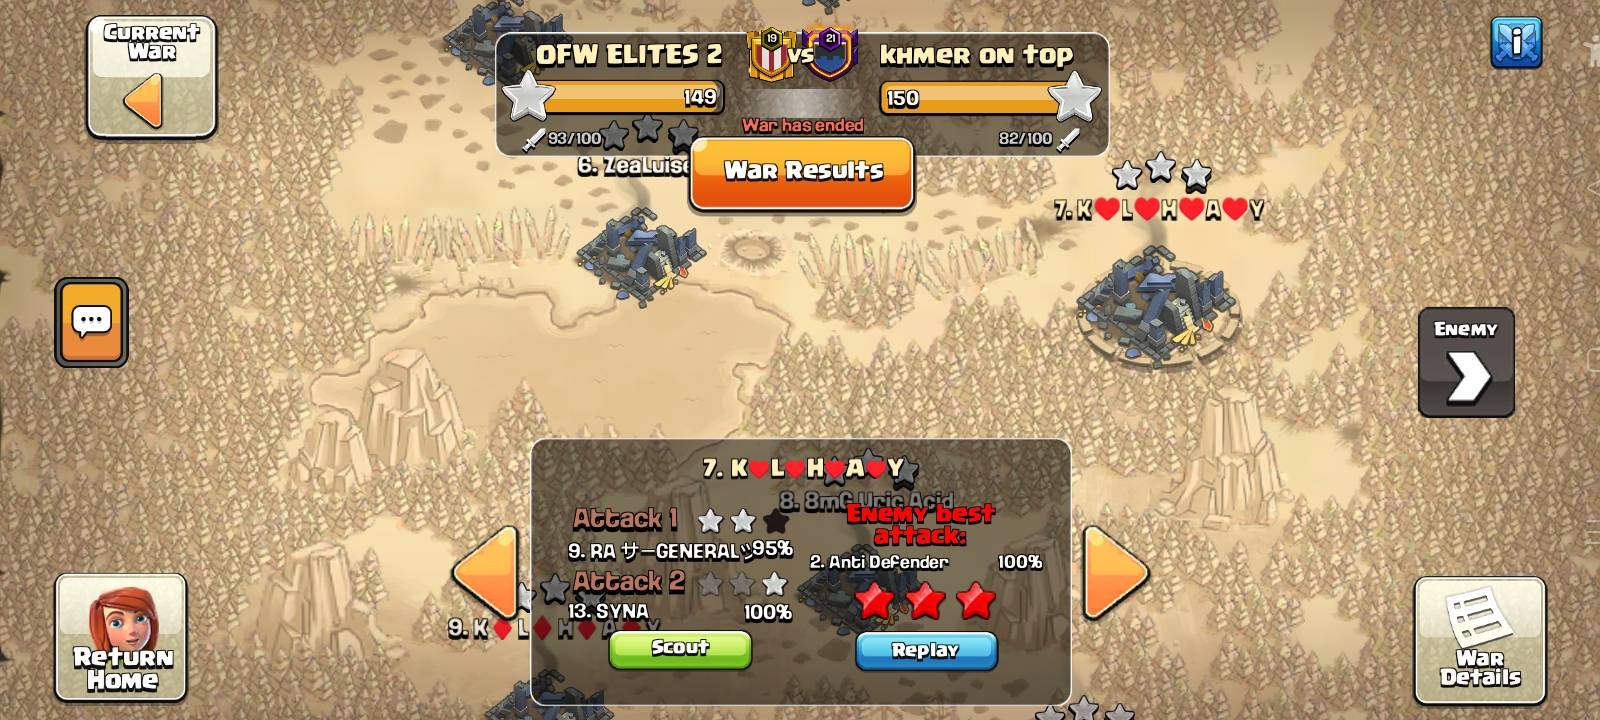 Current
War
OFW ELITES 2
19
vs
21
KHMER ON TOP
149
150
War has ended
93/100
82/100
War Results
6. ZeaLuise
7. K❤️L❤️H❤️A❤️Y
Enemy
7. K❤️L❤️H❤️A❤️Y
8. 8mG Uric Acid
Attack 1
Enemy best
attack:
9. RA サーGENERALツ
95%
2. Anti Defender
100%
Attack 2
13. SYNA
100%
9. K♦️L♦️H♦️A♦️Y
Scout
Replay
Return
Home
War
Details